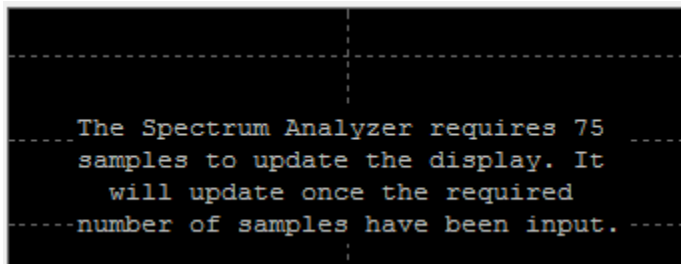 The Spectrum Analyzer requires 75
samples to update the display. It
will update once the required
number of samples have been input.